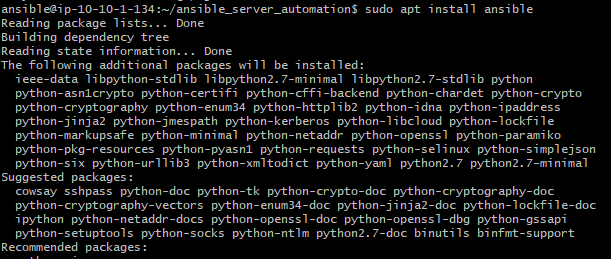 ansible@ip-10-10-1-134:~/ansible_server_automation$ sudo apt install ansible
Reading package lists... Done
Building dependency tree
Reading state information... Done
The following additional packages will be installed:
ieee-data libpython-stdlib libpython2.7-minimal libpython2.7-stdlib python
python-asn1crypto python-certifi python-cffi-backend python-chardet python-crypto
python-cryptography python-enum34 python-httplib2 python-idna python-ipaddress
python-jinja2 python-jmespath python-kerberos python-libcloud python-lockfile
python-markupsafe python-minimal python-netaddr python-openssl python-paramiko
python-pkg-resources python-pyasn1 python-requests python-selinux python-simplejson
python-six python-urllib3 python-xmltodict python-yaml python2.7 python2.7-minimal
Suggested packages:
cowsay sshpass python-doc python-tk python-crypto-doc python-cryptography-doc
python-cryptography-vectors python-enum34-doc python-jinja2-doc python-lockfile-doc
ipython python-netaddr-docs python-openssl-doc python-openssl-dbg python-gssapi
python-setuptools python-socks python-ntlm python2.7-doc binutils binfmt-support
Recommended packages: